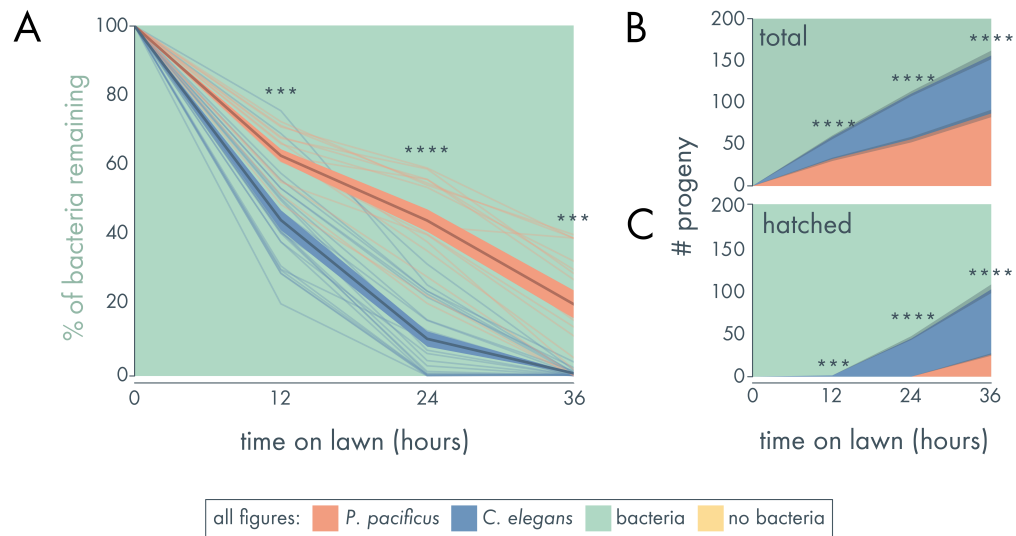 A
% of bacteria remaining
100
80
60
40
20
0
***
****
***
0 12 24 36
time on lawn (hours)
B
# progeny
total
200
150
100
50
0
****
****
****
C
hatched
200
150
100
50
0
***
****
****
0 12 24 36
time on lawn (hours)
all figures: P. pacificus C. elegans bacteria no bacteria